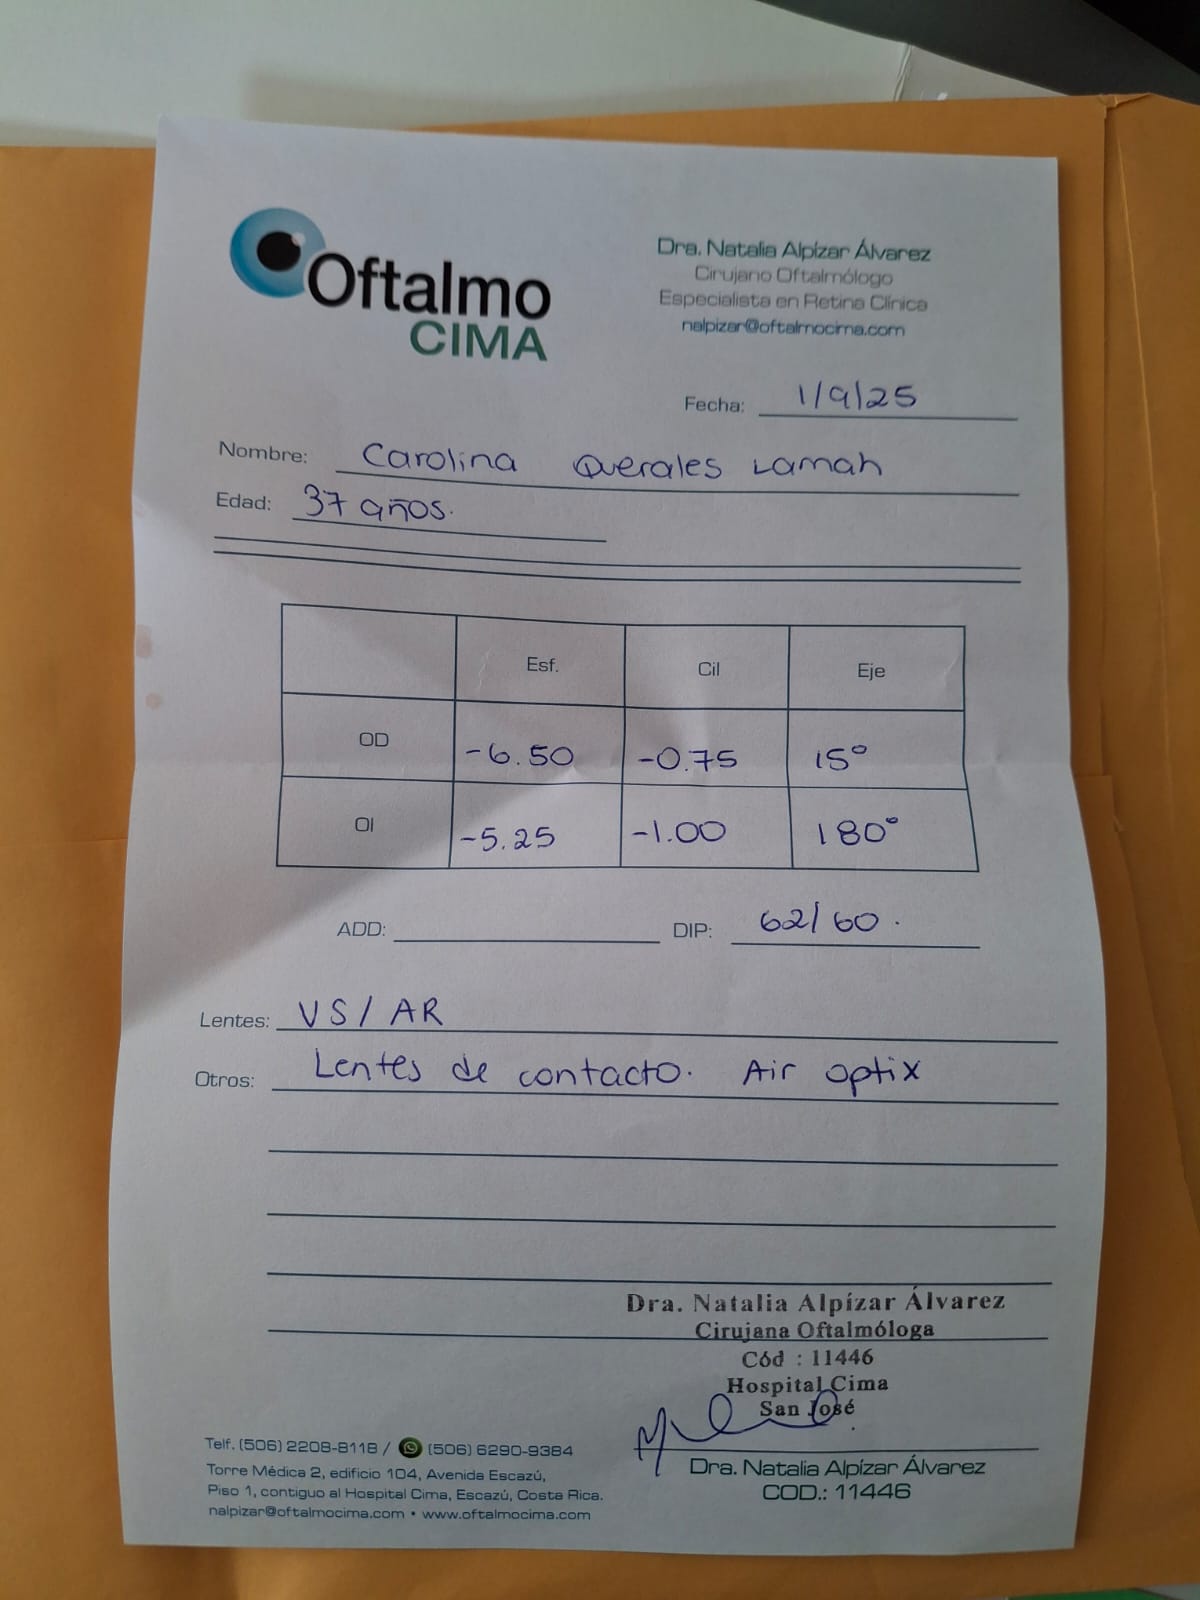 Oftalmo
CIMA
Dra. Natalia Alpízar Álvarez
Cirujano Oftalmólogo
Especialista en Retina Clínica
nalpizar@oftalmocima.com
Fecha: 1/9/25
Nombre: Carolina Querales Lamah
Edad: 37 años.
Esf. Cil Eje
OD -6.50 -0.75 15°
OI -5.25 -1.00 180°
ADD: DIP: 62/60.
Lentes: VS/AR
Otros: Lentes de contacto. Air optix
Dra. Natalia Alpízar Álvarez
Cirujana Oftalmóloga
Cód : 11446
Hospital Cima
San José
Telf. (506) 2208-8118 / (506) 6290-9384
Torre Médica 2, edificio 104, Avenida Escazú,
Piso 1, contiguo al Hospital Cima, Escazú, Costa Rica.
nalpizar@oftalmocima.com • www.oftalmocima.com
Dra. Natalia Alpízar Álvarez
COD.: 11446